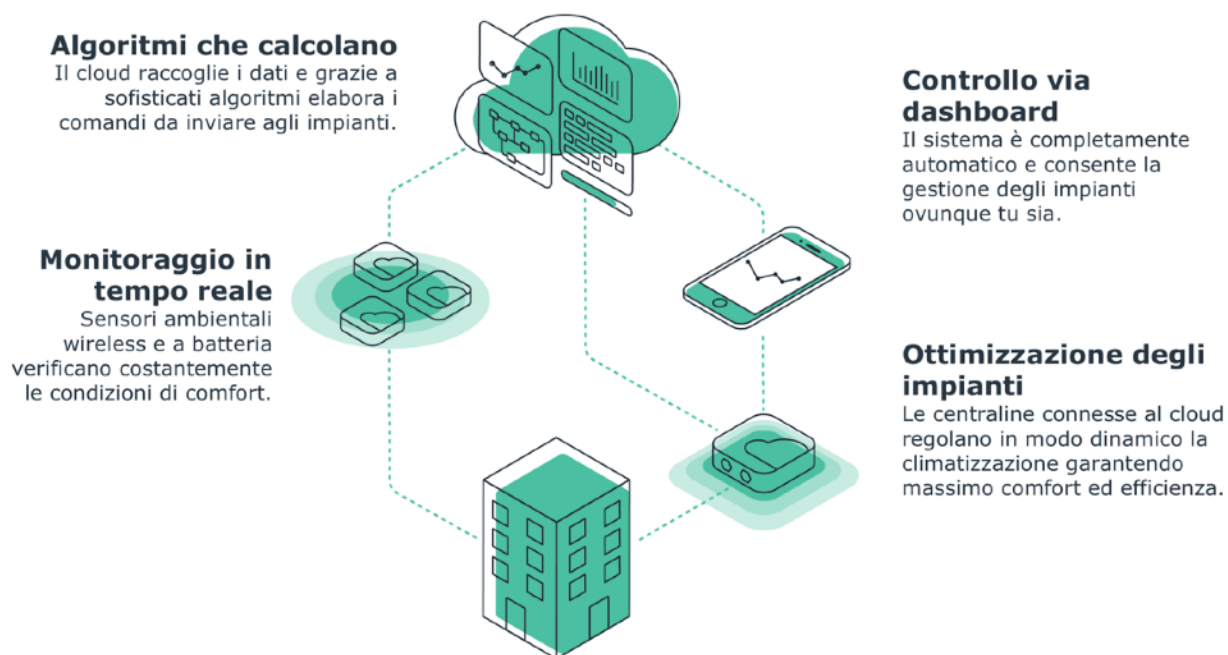 Algoritmi che calcolano
Il cloud raccoglie i dati e grazie a
sofisticati algoritmi elabora i
comandi da inviare agli impianti.
Controllo via
dashboard
Il sistema è completamente
automatico e consente la
gestione degli impianti
ovunque tu sia.
Monitoraggio in
tempo reale
Sensori ambientali
wireless e a batteria
verificano costantemente
le condizioni di comfort.
Ottimizzazione degli
impianti
Le centraline connesse al cloud
regolano in modo dinamico la
climatizzazione garantendo
massimo comfort ed efficienza.